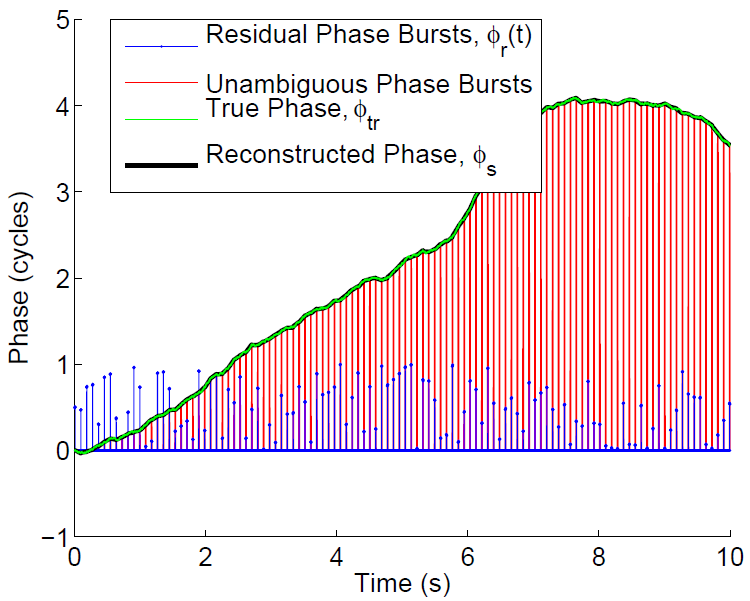 5
4
3
2
1
0
−1
Phase (cycles)
Residual Phase Bursts, ϕr(t)
Unambiguous Phase Bursts
True Phase, ϕtr
Reconstructed Phase, ϕs
0 2 4 6 8 10
Time (s)